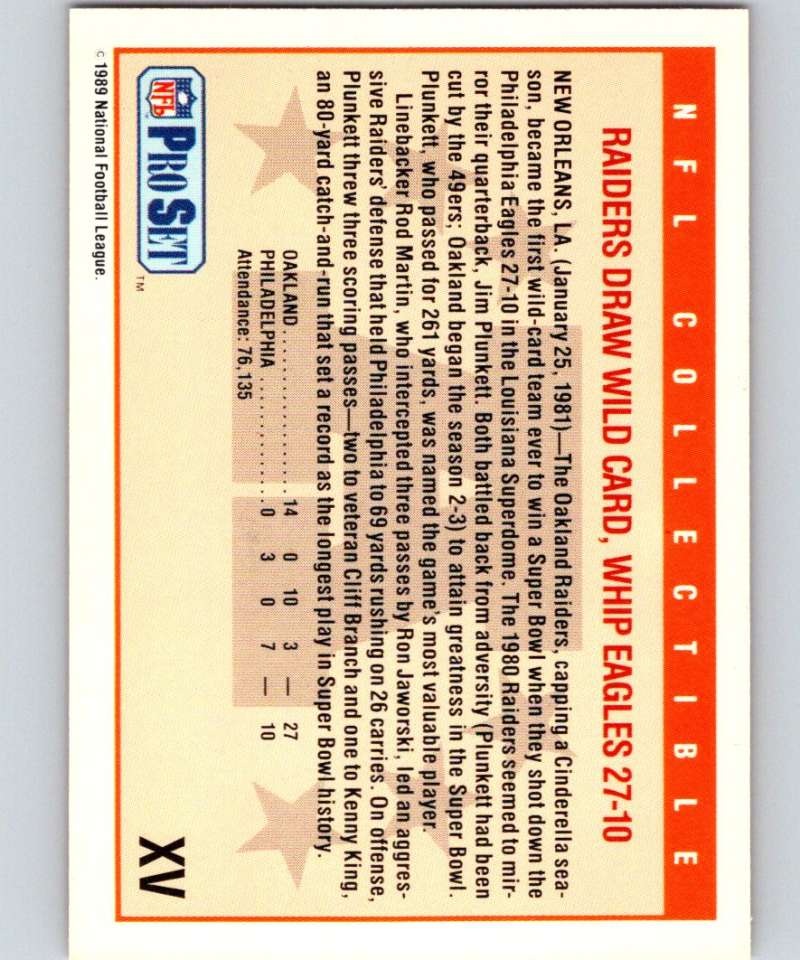 NFL COLLECTIBLE
RAIDERS DRAW WILD CARD, WHIP EAGLES 27-10
NEW ORLEANS, LA, (January 25, 1981)—The Oakland Raiders, capping a Cinderella sea-
son, became the first wild-card team ever to win a Super Bowl when they shot down the
Philadelphia Eagles 27-10 in the Louisiana Superdome. The 1980 Raiders seemed to mir-
ror their quarterback, Jim Plunkett. Both battled back from adversity (Plunkett had been
cut by the 49ers; Oakland began the season 2-3) to attain greatness in the Super Bowl.
Plunkett, who passed for 261 yards, was named the game's most valuable player.
Linebacker Rod Martin, who intercepted three passes by Ron Jaworski, led an aggres-
sive Raiders' defense that held Philadelphia to 69 yards rushing on 26 carries. On offense,
Plunkett threw three scoring passes—two to veteran Cliff Branch and one to Kenny King,
an 80-yard catch-and-run that set a record as the longest play in Super Bowl history.
OAKLAND ..................14 0 10 3 — 27
PHILADELPHIA ..............0 3 0 7 — 10
Attendance: 76,135
NFL PRO SET ™
XV
© 1989 National Football League.